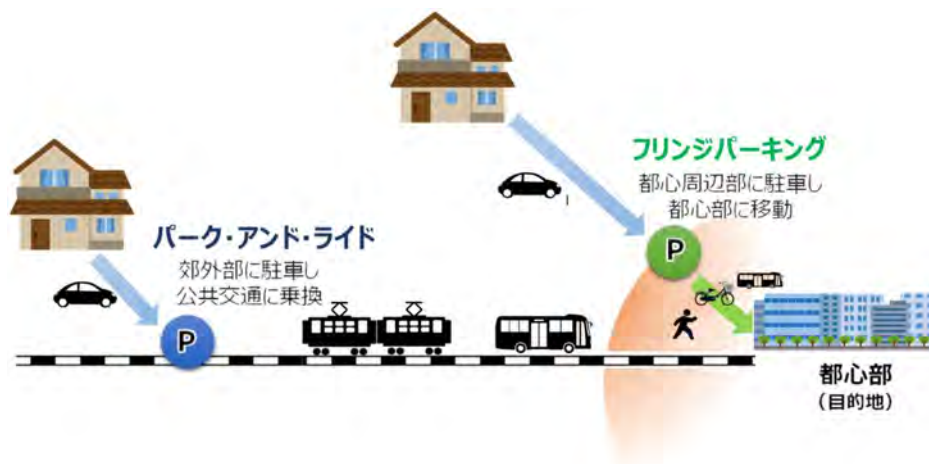 フリンジパーキング
都心周辺部に駐車し
都心部に移動
P
パーク・アンド・ライド
郊外部に駐車し
公共交通に乗換
P
都心部
(目的地)